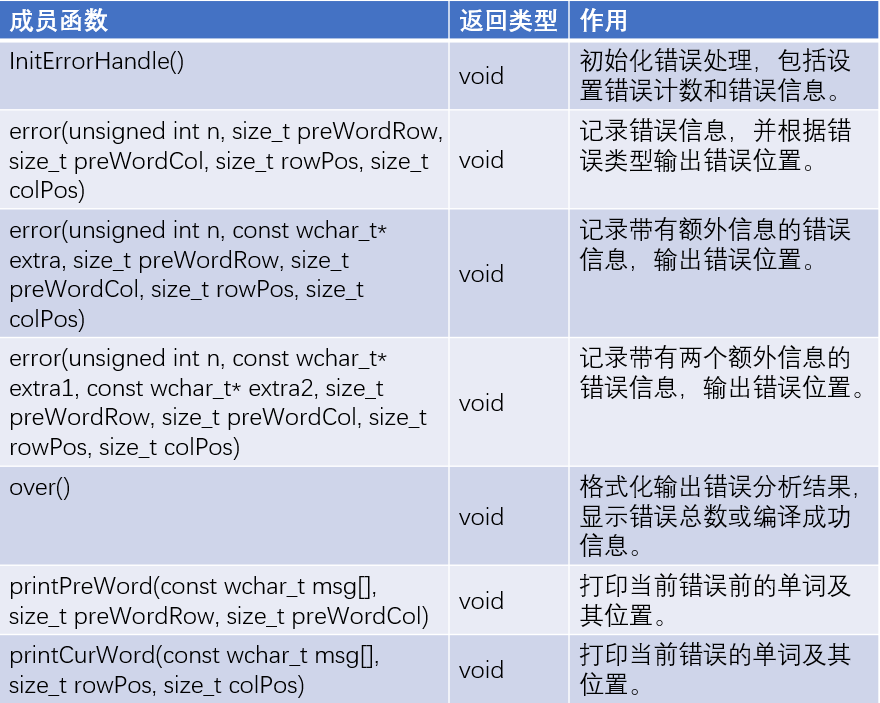 成员函数 返回类型 作用
InitErrorHandle() void 初始化错误处理，包括设
置错误计数和错误信息。
error(unsigned int n, size_t preWordRow,
size_t preWordCol, size_t rowPos, size_t
colPos)
void
记录错误信息，并根据错
误类型输出错误位置。
error(unsigned int n, const wchar_t*
extra, size_t preWordRow, size_t
preWordCol, size_t rowPos, size_t
colPos)
void
记录带有额外信息的错误
信息，输出错误位置。
error(unsigned int n, const wchar_t*
extra1, const wchar_t* extra2, size_t
preWordRow, size_t preWordCol, size_t
rowPos, size_t colPos)
void
记录带有两个额外信息的
错误信息，输出错误位置。
over()
void
格式化输出错误分析结果，
显示错误总数或编译成功
信息。
printPreWord(const wchar_t msg[],
size_t preWordRow, size_t preWordCol)
void
打印当前错误前的单词及
其位置。
printCurWord(const wchar_t msg[],
size_t rowPos, size_t colPos)
void
打印当前错误的单词及其
位置。